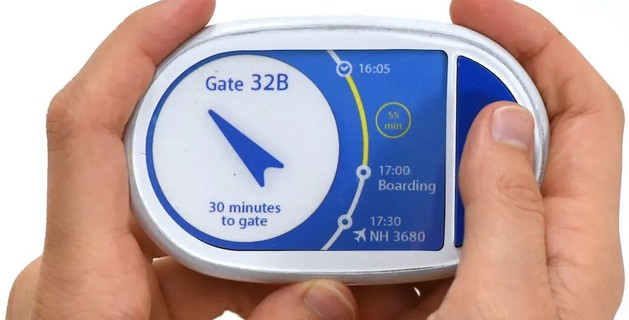 Gate 32B
30 minutes
to gate
16:05
55
min
17:00
Boarding
17:30
NH 3680